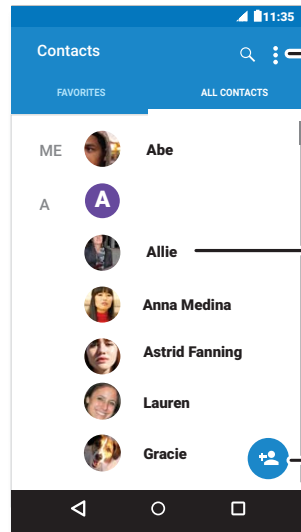 11:35
Contacts
FAVORITES ALL CONTACTS
ME Abe
A A
Allie
Anna Medina
Astrid Fanning
Lauren
Gracie